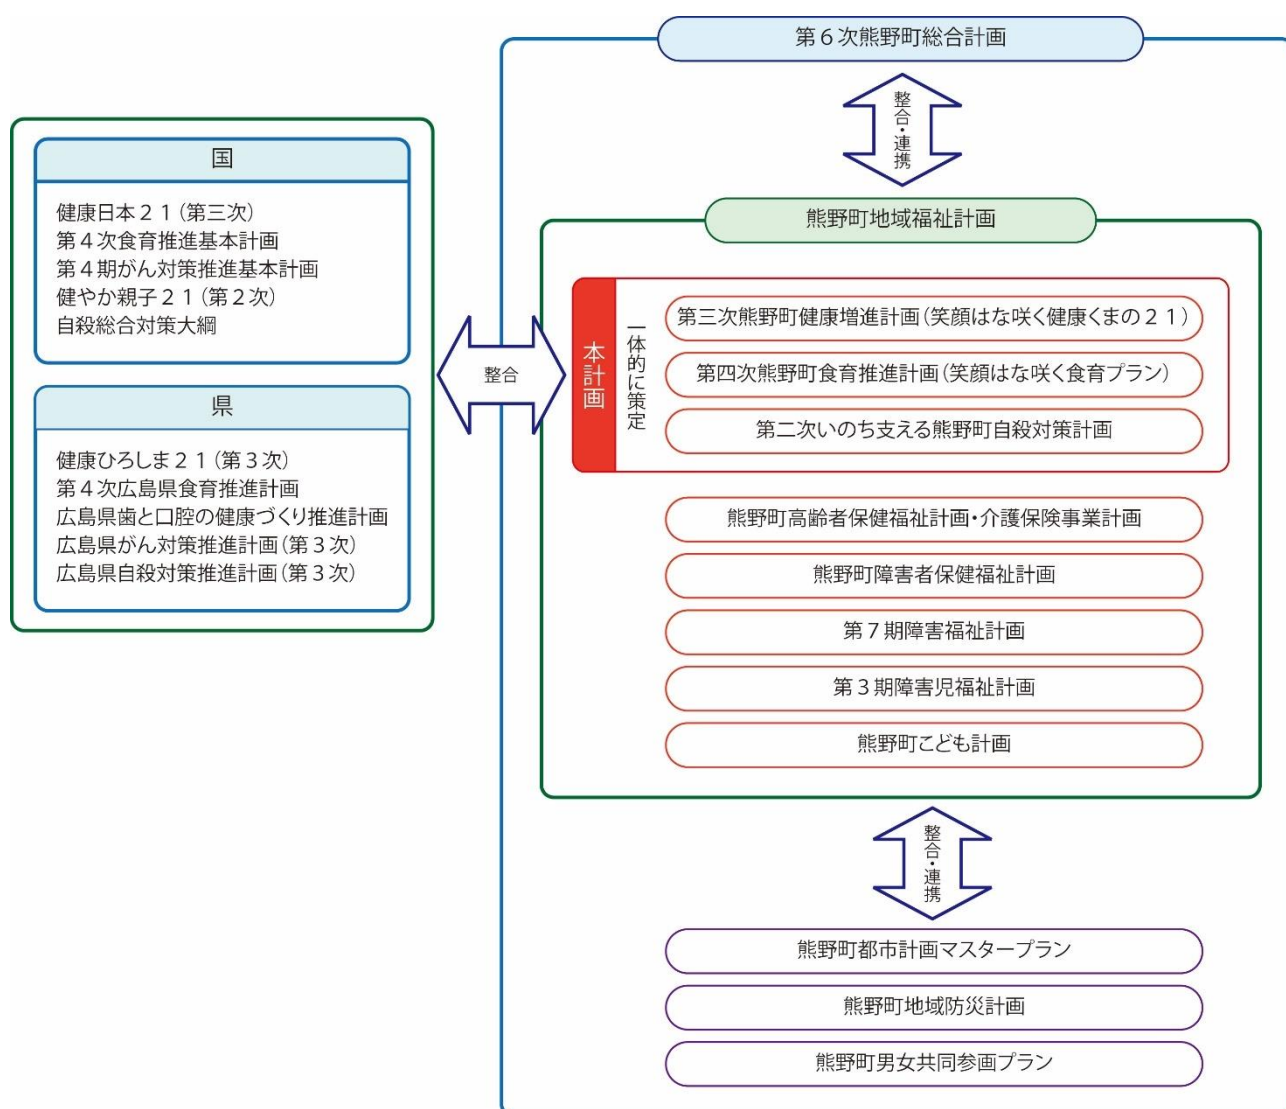 第６次熊野町総合計画
整合・連携
国
健康日本２１（第三次）
第４次食育推進基本計画
第４期がん対策推進基本計画
健やか親子２１（第２次）
自殺総合対策大綱
県
健康ひろしま２１（第３次）
第４次広島県食育推進計画
広島県歯と口腔の健康づくり推進計画
広島県がん対策推進計画（第３次）
広島県自殺対策推進計画（第３次）
整合
熊野町地域福祉計画
本計画
一体的に策定
第三次熊野町健康増進計画（笑顔はな咲く健康くまの２１）
第四次熊野町食育推進計画（笑顔はな咲く食育プラン）
第二次いのち支える熊野町自殺対策計画
熊野町高齢者保健福祉計画・介護保険事業計画
熊野町障害者保健福祉計画
第７期障害福祉計画
第３期障害児福祉計画
熊野町こども計画
整合・連携
熊野町都市計画マスタープラン
熊野町地域防災計画
熊野町男女共同参画プラン